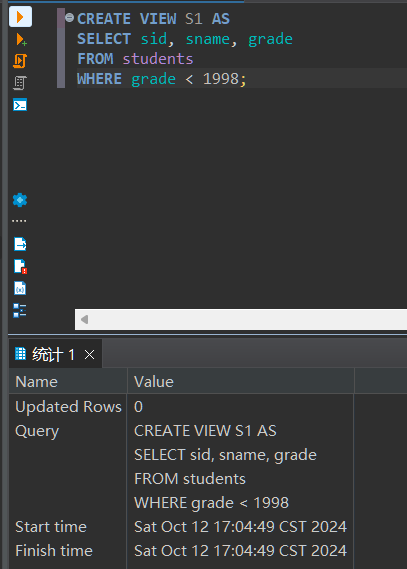 CREATE VIEW S1 AS
SELECT sid, sname, grade
FROM students
WHERE grade < 1998;
统计 1
Name Value
Updated Rows 0
Query CREATE VIEW S1 AS
SELECT sid, sname, grade
FROM students
WHERE grade < 1998
Start time Sat Oct 12 17:04:49 CST 2024
Finish time Sat Oct 12 17:04:49 CST 2024